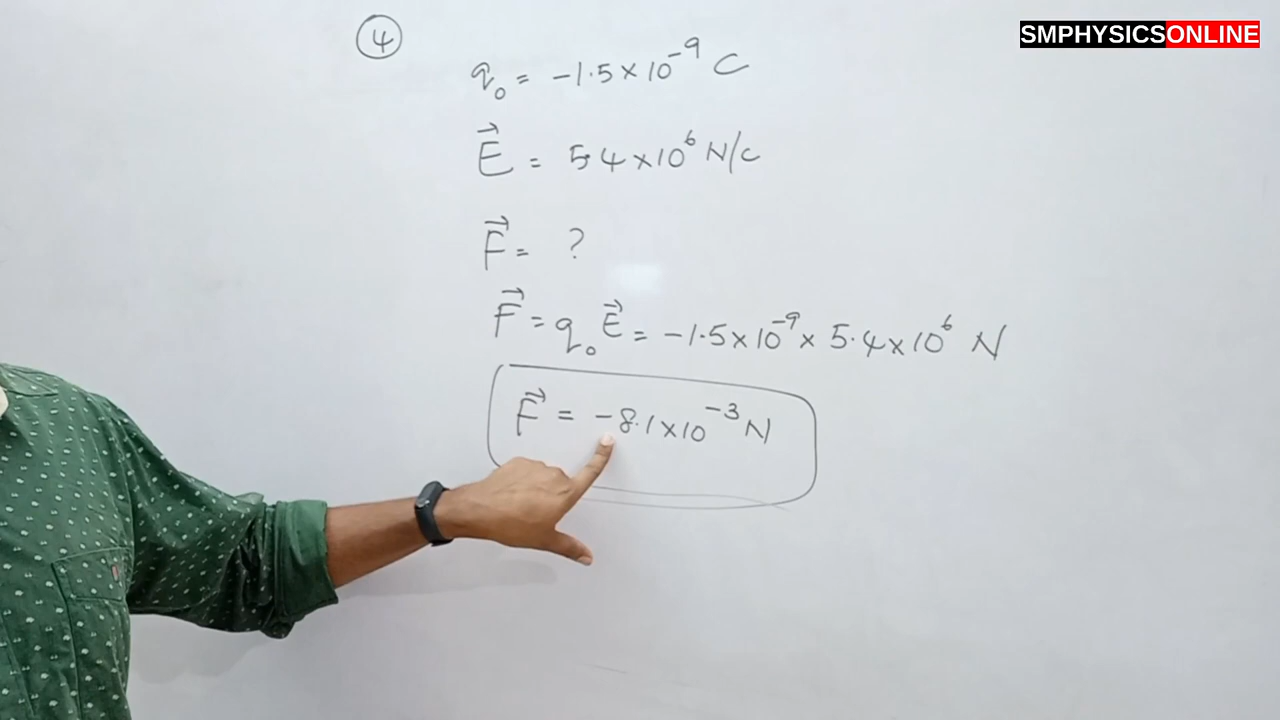 SMPHYSICSONLINE
4
q₀ = -1.5×10⁻⁹ C
E⃗ = 5.4×10⁶ N/C
F⃗ = ?
F⃗ = q₀E⃗ = -1.5×10⁻⁹ × 5.4×10⁶ N
F⃗ = -8.1×10⁻³ N